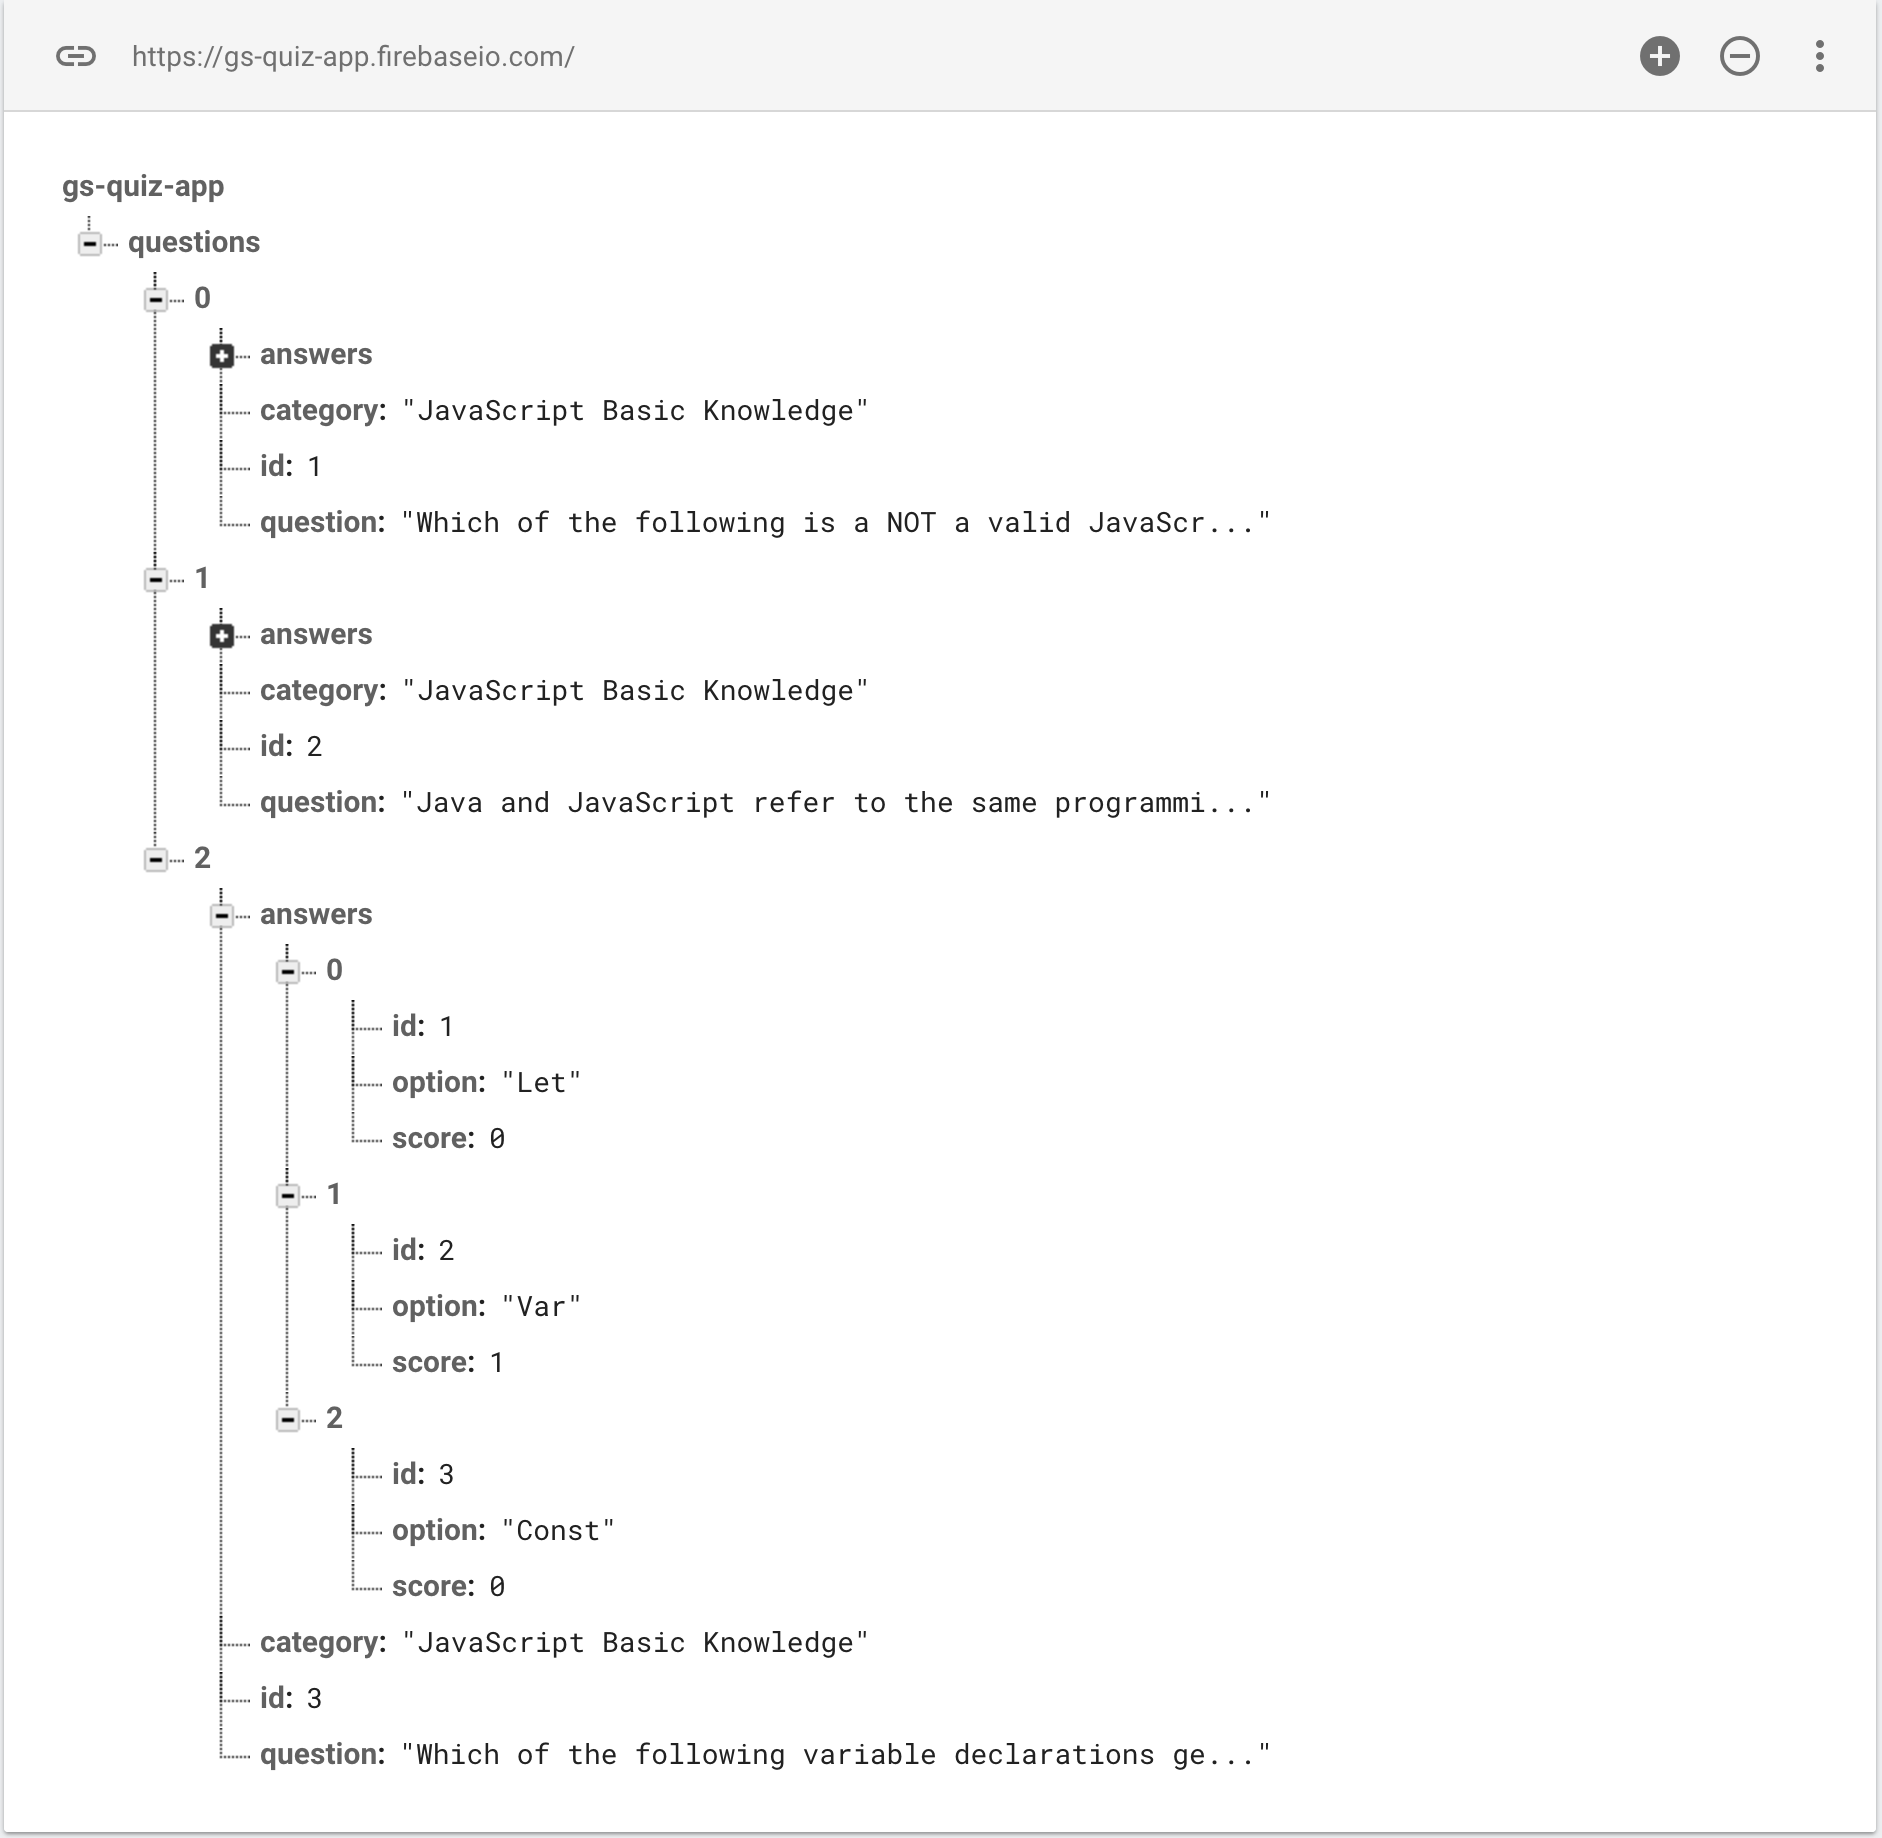 https://gs-quiz-app.firebaseio.com/
gs-quiz-app
questions
0
answers
category: "JavaScript Basic Knowledge"
id: 1
question: "Which of the following is a NOT a valid JavaScr..."
1
answers
category: "JavaScript Basic Knowledge"
id: 2
question: "Java and JavaScript refer to the same programmi..."
2
answers
0
id: 1
option: "Let"
score: 0
1
id: 2
option: "Var"
score: 1
2
id: 3
option: "Const"
score: 0
category: "JavaScript Basic Knowledge"
id: 3
question: "Which of the following variable declarations ge..."